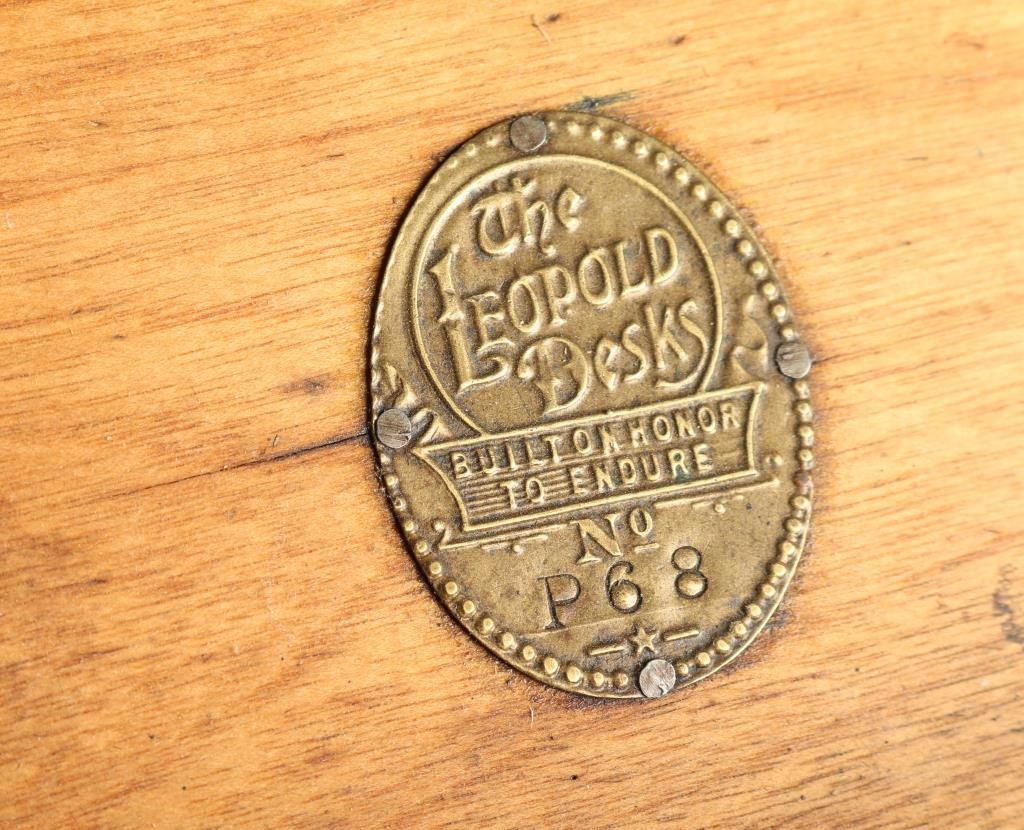 The
LEOPOLD
Desks
BUILT ON HONOR
TO ENDURE
No
P68